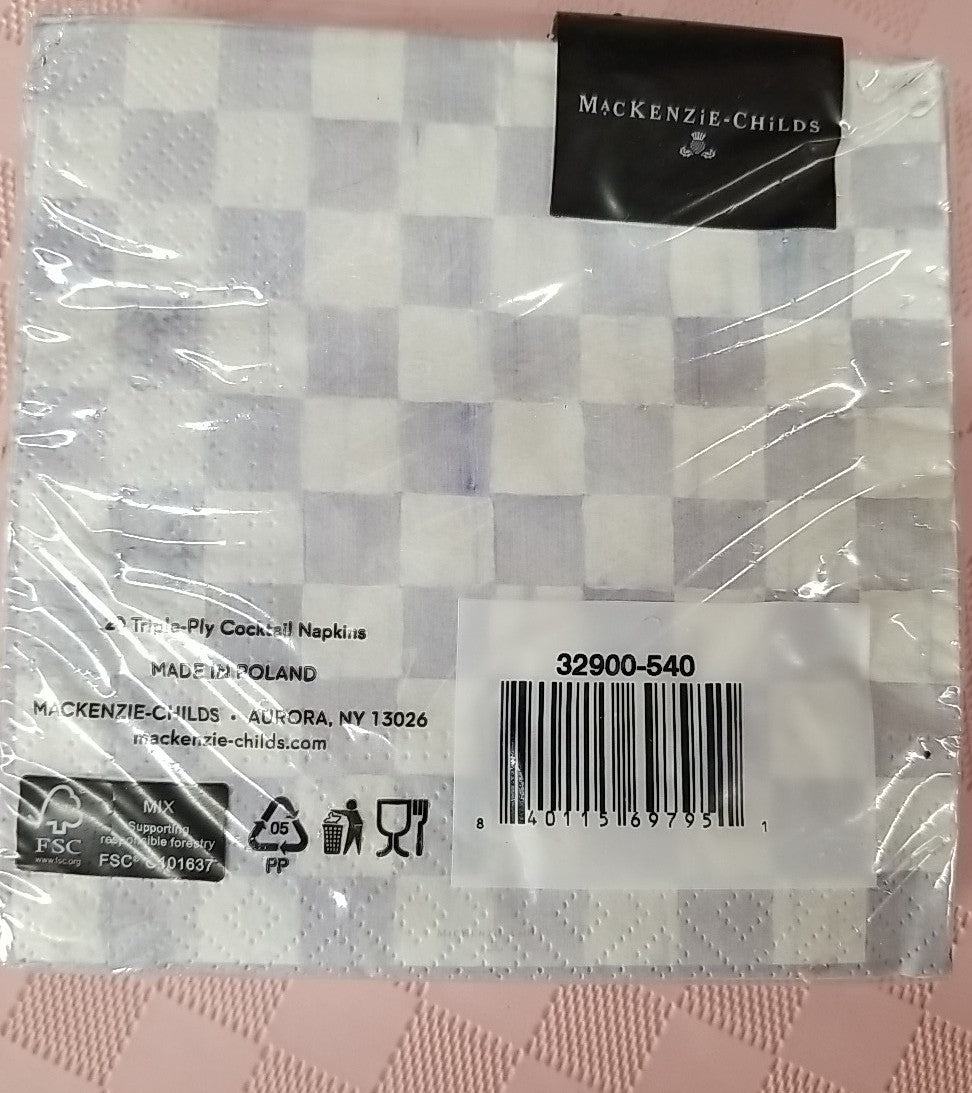 MACKENZIE-CHILDS
20 Triple-Ply Cocktail Napkins
MADE IN POLAND
MACKENZIE-CHILDS • AURORA, NY 13026
mackenzie-childs.com
FSC
www.fsc.org
MIX
Supporting
responsible forestry
FSC® C101637
05
PP
32900-540
8 40115 69795 1